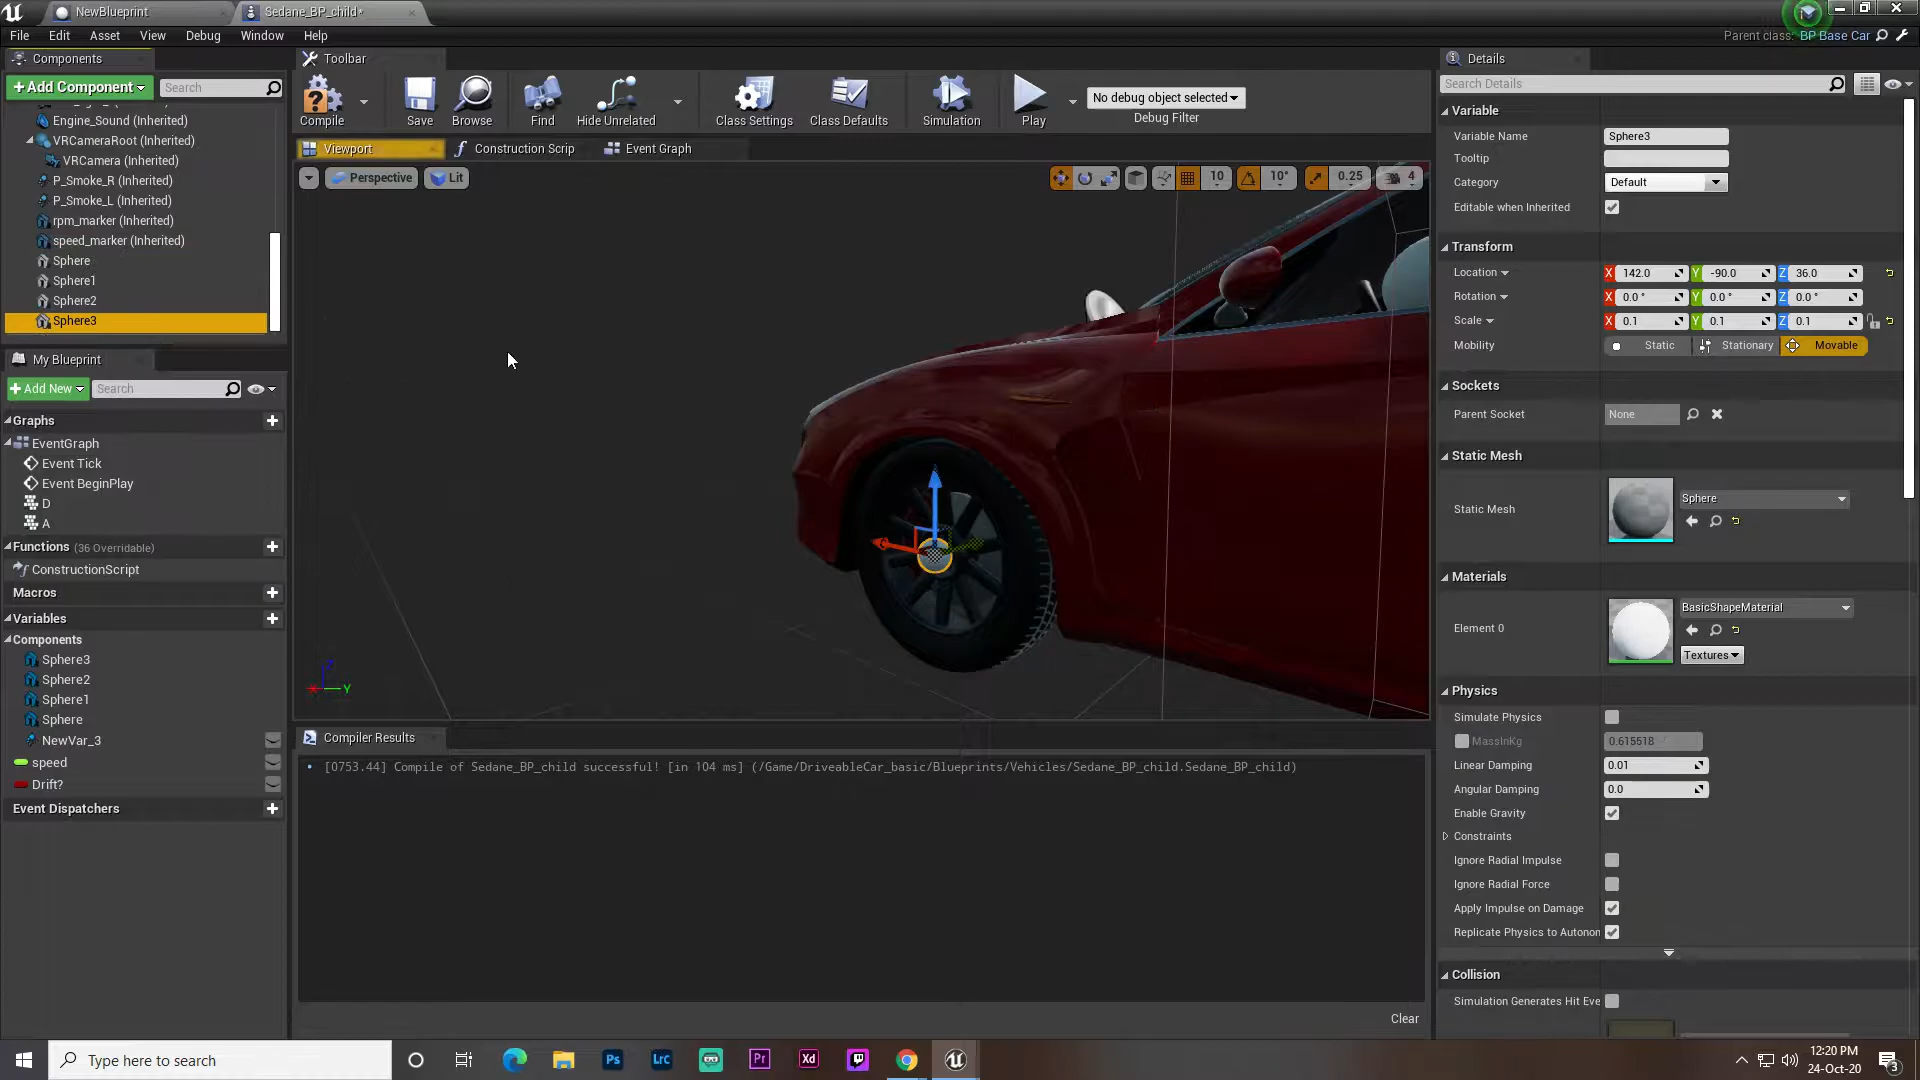 NewBlueprint
Sedane_BP_child*
File
Edit
Asset
View
Debug
Window
Help
Parent class: BP Base Car
Components
+Add Component
Search
Engine_Sound (Inherited)
VRCameraRoot (Inherited)
VRCamera (Inherited)
P_Smoke_R (Inherited)
P_Smoke_L (Inherited)
rpm_marker (Inherited)
speed_marker (Inherited)
Sphere
Sphere1
Sphere2
Sphere3
My Blueprint
+Add New
Search
Graphs
EventGraph
Event Tick
Event BeginPlay
D
A
Functions (36 Overridable)
ConstructionScript
Macros
Variables
Components
Sphere3
Sphere2
Sphere1
Sphere
NewVar_3
speed
Drift?
Event Dispatchers
Toolbar
Compile
Save
Browse
Find
Hide Unrelated
Class Settings
Class Defaults
Simulation
Play
No debug object selected
Debug Filter
Viewport
Construction Scrip
Event Graph
Perspective
Lit
10
10°
0.25
4
Y
Compiler Results
[0753.44] Compile of Sedane_BP_child successful! [in 104 ms] (/Game/DriveableCar_basic/Blueprints/Vehicles/Sedane_BP_child.Sedane_BP_child)
Clear
Details
Search Details
Variable
Variable Name Sphere3
Tooltip
Category Default
Editable when Inherited
Transform
Location X 142.0 Y -90.0 Z 36.0
Rotation X 0.0° Y 0.0° Z 0.0°
Scale X 0.1 Y 0.1 Z 0.1
Mobility Static Stationary Movable
Sockets
Parent Socket None
Static Mesh
Static Mesh Sphere
Materials
Element 0 BasicShapeMaterial
Textures
Physics
Simulate Physics
MassInKg 0.615518
Linear Damping 0.01
Angular Damping 0.0
Enable Gravity
Constraints
Ignore Radial Impulse
Ignore Radial Force
Apply Impulse on Damage
Replicate Physics to Autonon
Collision
Simulation Generates Hit Eve
Type here to search
Ps
Lrc
Pr
Xd
12:20 PM
24-Oct-20
3